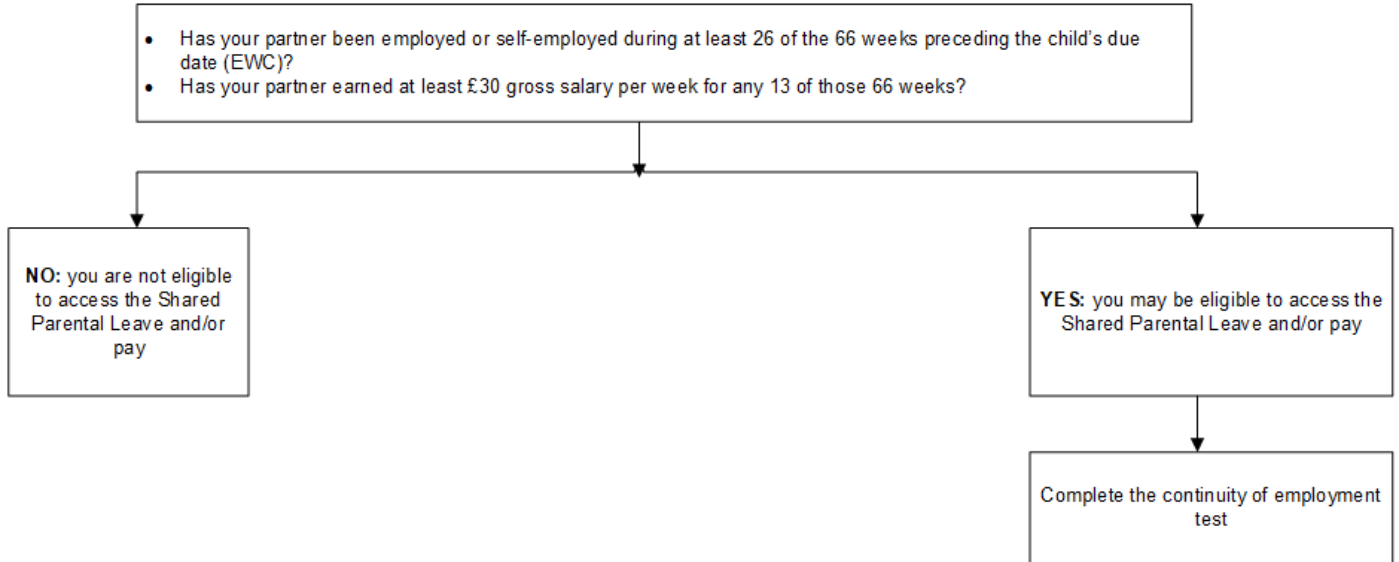 • Has your partner been employed or self-employed during at least 26 of the 66 weeks preceding the child's due
date (EWC)?
• Has your partner earned at least £30 gross salary per week for any 13 of those 66 weeks?
NO: you are not eligible
to access the Shared
Parental Leave and/or
pay
YES: you may be eligible to access the
Shared Parental Leave and/or pay
Complete the continuity of employment
test